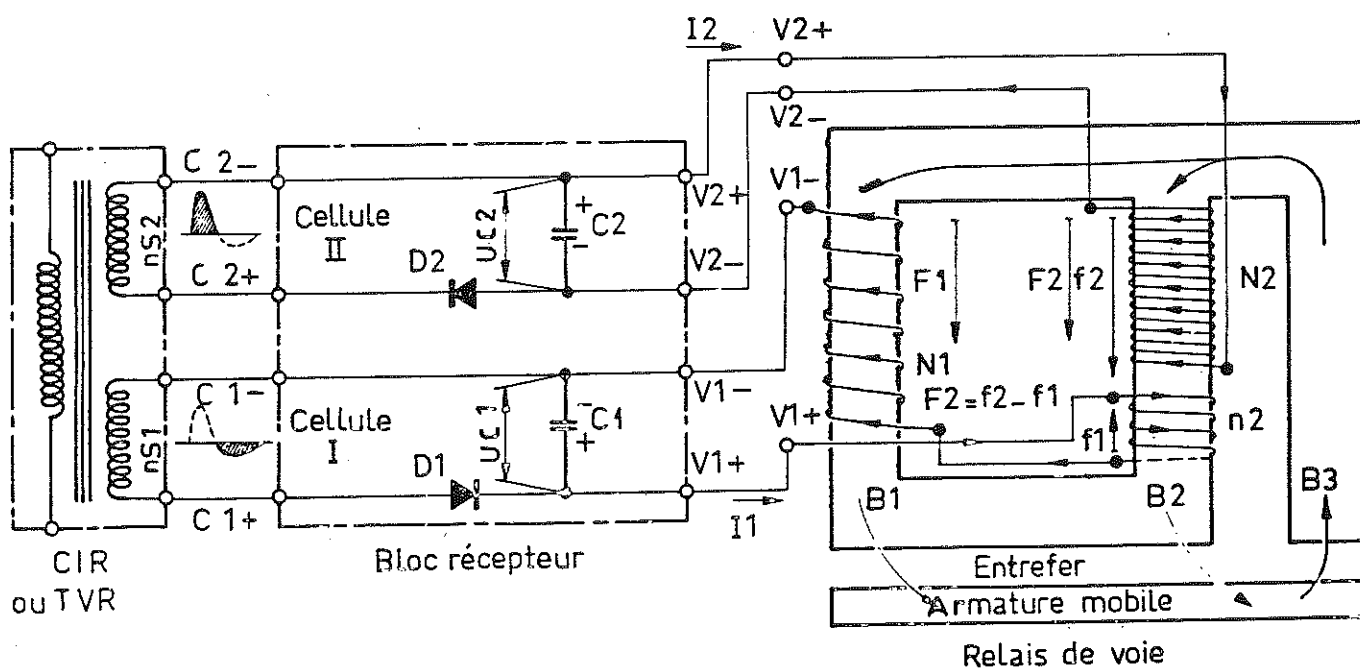 I2
V2+
V2-
C 2-
V2+
V1-
nS2
Cellule
II
UC2
+
C2
-
C 2+
D2
V2-
F1
F2
f2
N2
C 1-
V1-
N1
F2=f2-f1
nS1
Cellule
I
UC1
-
C1
+
V1+
n2
f1
D1
V1+
C 1+
I1
B1
B2
B3
CIR
ou TVR
Bloc récepteur
Entrefer
Armature mobile
Relais de voie